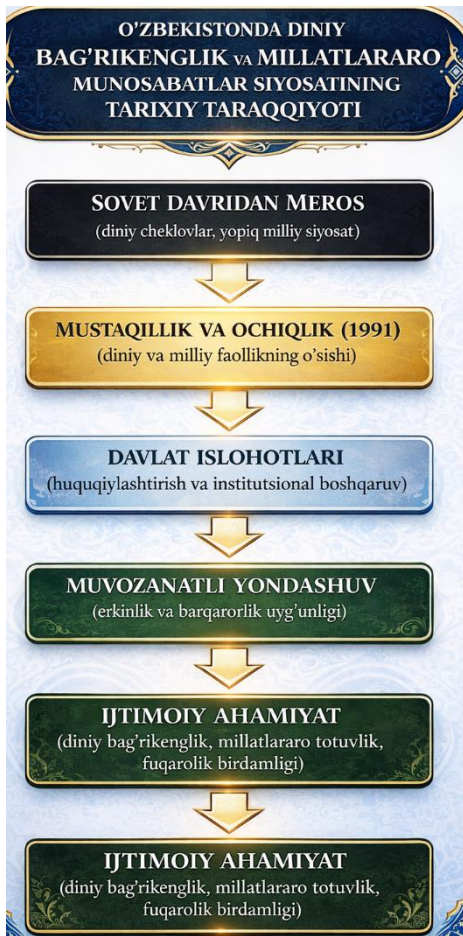 O'ZBEKISTONDA DINIY
BAG'RIKENGLIK VA MILLATLARARO
MUNOSABATLAR SIYOSATINING
TARIXIY TARAQQIYOTI
SOVET DAVRIDAN MEROS
(diniy cheklovlar, yopiq milliy siyosat)
MUSTAQILLIK VA OCHIQLIK (1991)
(diniy va milliy faollikning o'sishi)
DAVLAT ISLOHOTLARI
(huquqiylashtirish va institutsional boshqaruv)
MUVOZANATLI YONDASHUV
(erkinlik va barqarorlik uyg'unligi)
IJTIMOIY AHAMIYAT
(diniy bag'rikenglik, millatlararo totuvlik,
fuqarolik birdamligi)
IJTIMOIY AHAMIYAT
(diniy bag'rikenglik, millatlararo totuvlik,
fuqarolik birdamligi)